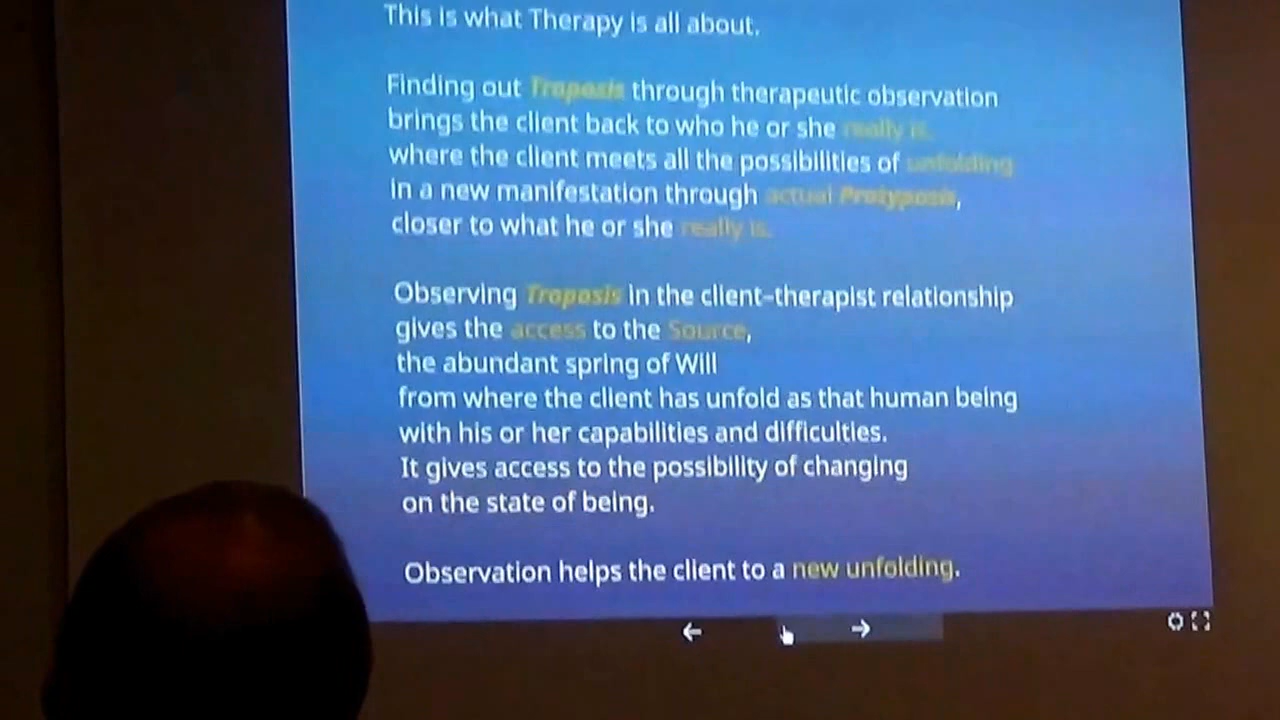 This is what Therapy is all about.
Finding out Troposis through therapeutic observation
brings the client back to who he or she really is,
where the client meets all the possibilities of unfolding
in a new manifestation through actual Protyposis,
closer to what he or she really is.
Observing Troposis in the client-therapist relationship
gives the access to the Source,
the abundant spring of Will
from where the client has unfold as that human being
with his or her capabilities and difficulties.
It gives access to the possibility of changing
on the state of being.
Observation helps the client to a new unfolding.